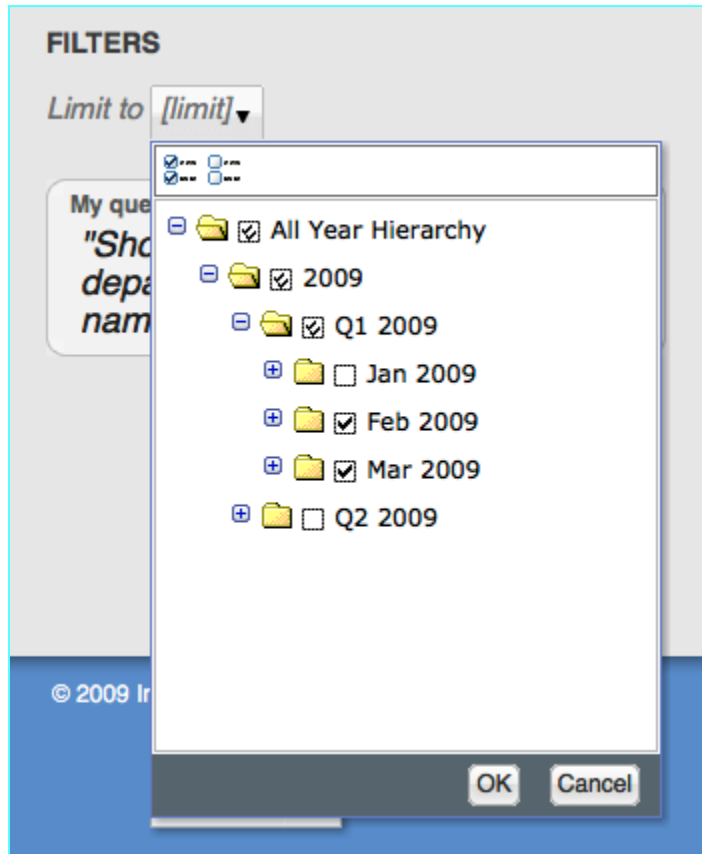 FILTERS
Limit to [limit]
My que
"Sho
depa
nam
All Year Hierarchy
2009
Q1 2009
Jan 2009
Feb 2009
Mar 2009
Q2 2009
© 2009 Ir
OK Cancel